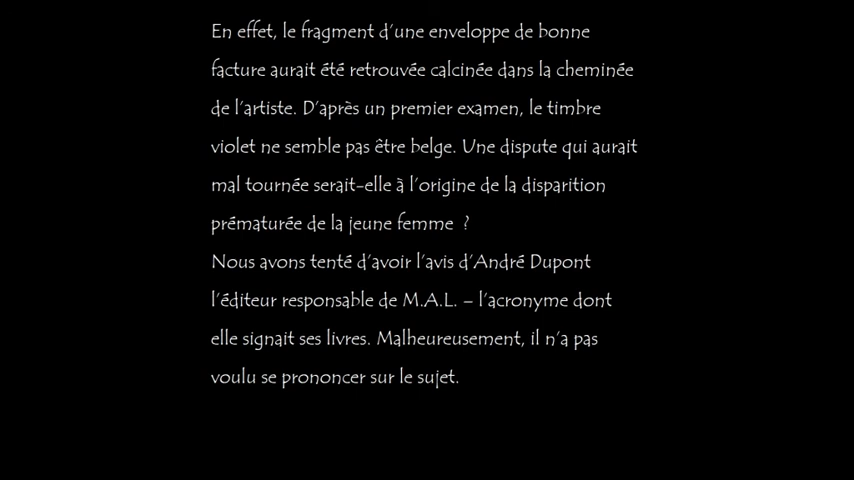 En effet, le fragment d'une enveloppe de bonne
facture aurait été retrouvée calcinée dans la cheminée
de l'artiste. D'après un premier examen, le timbre
violet ne semble pas être belge. Une dispute qui aurait
mal tournée serait-elle à l'origine de la disparition
prématurée de la jeune femme ?
Nous avons tenté d'avoir l'avis d'André Dupont
l'éditeur responsable de M.A.L. – l'acronyme dont
elle signait ses livres. Malheureusement, il n'a pas
voulu se prononcer sur le sujet.